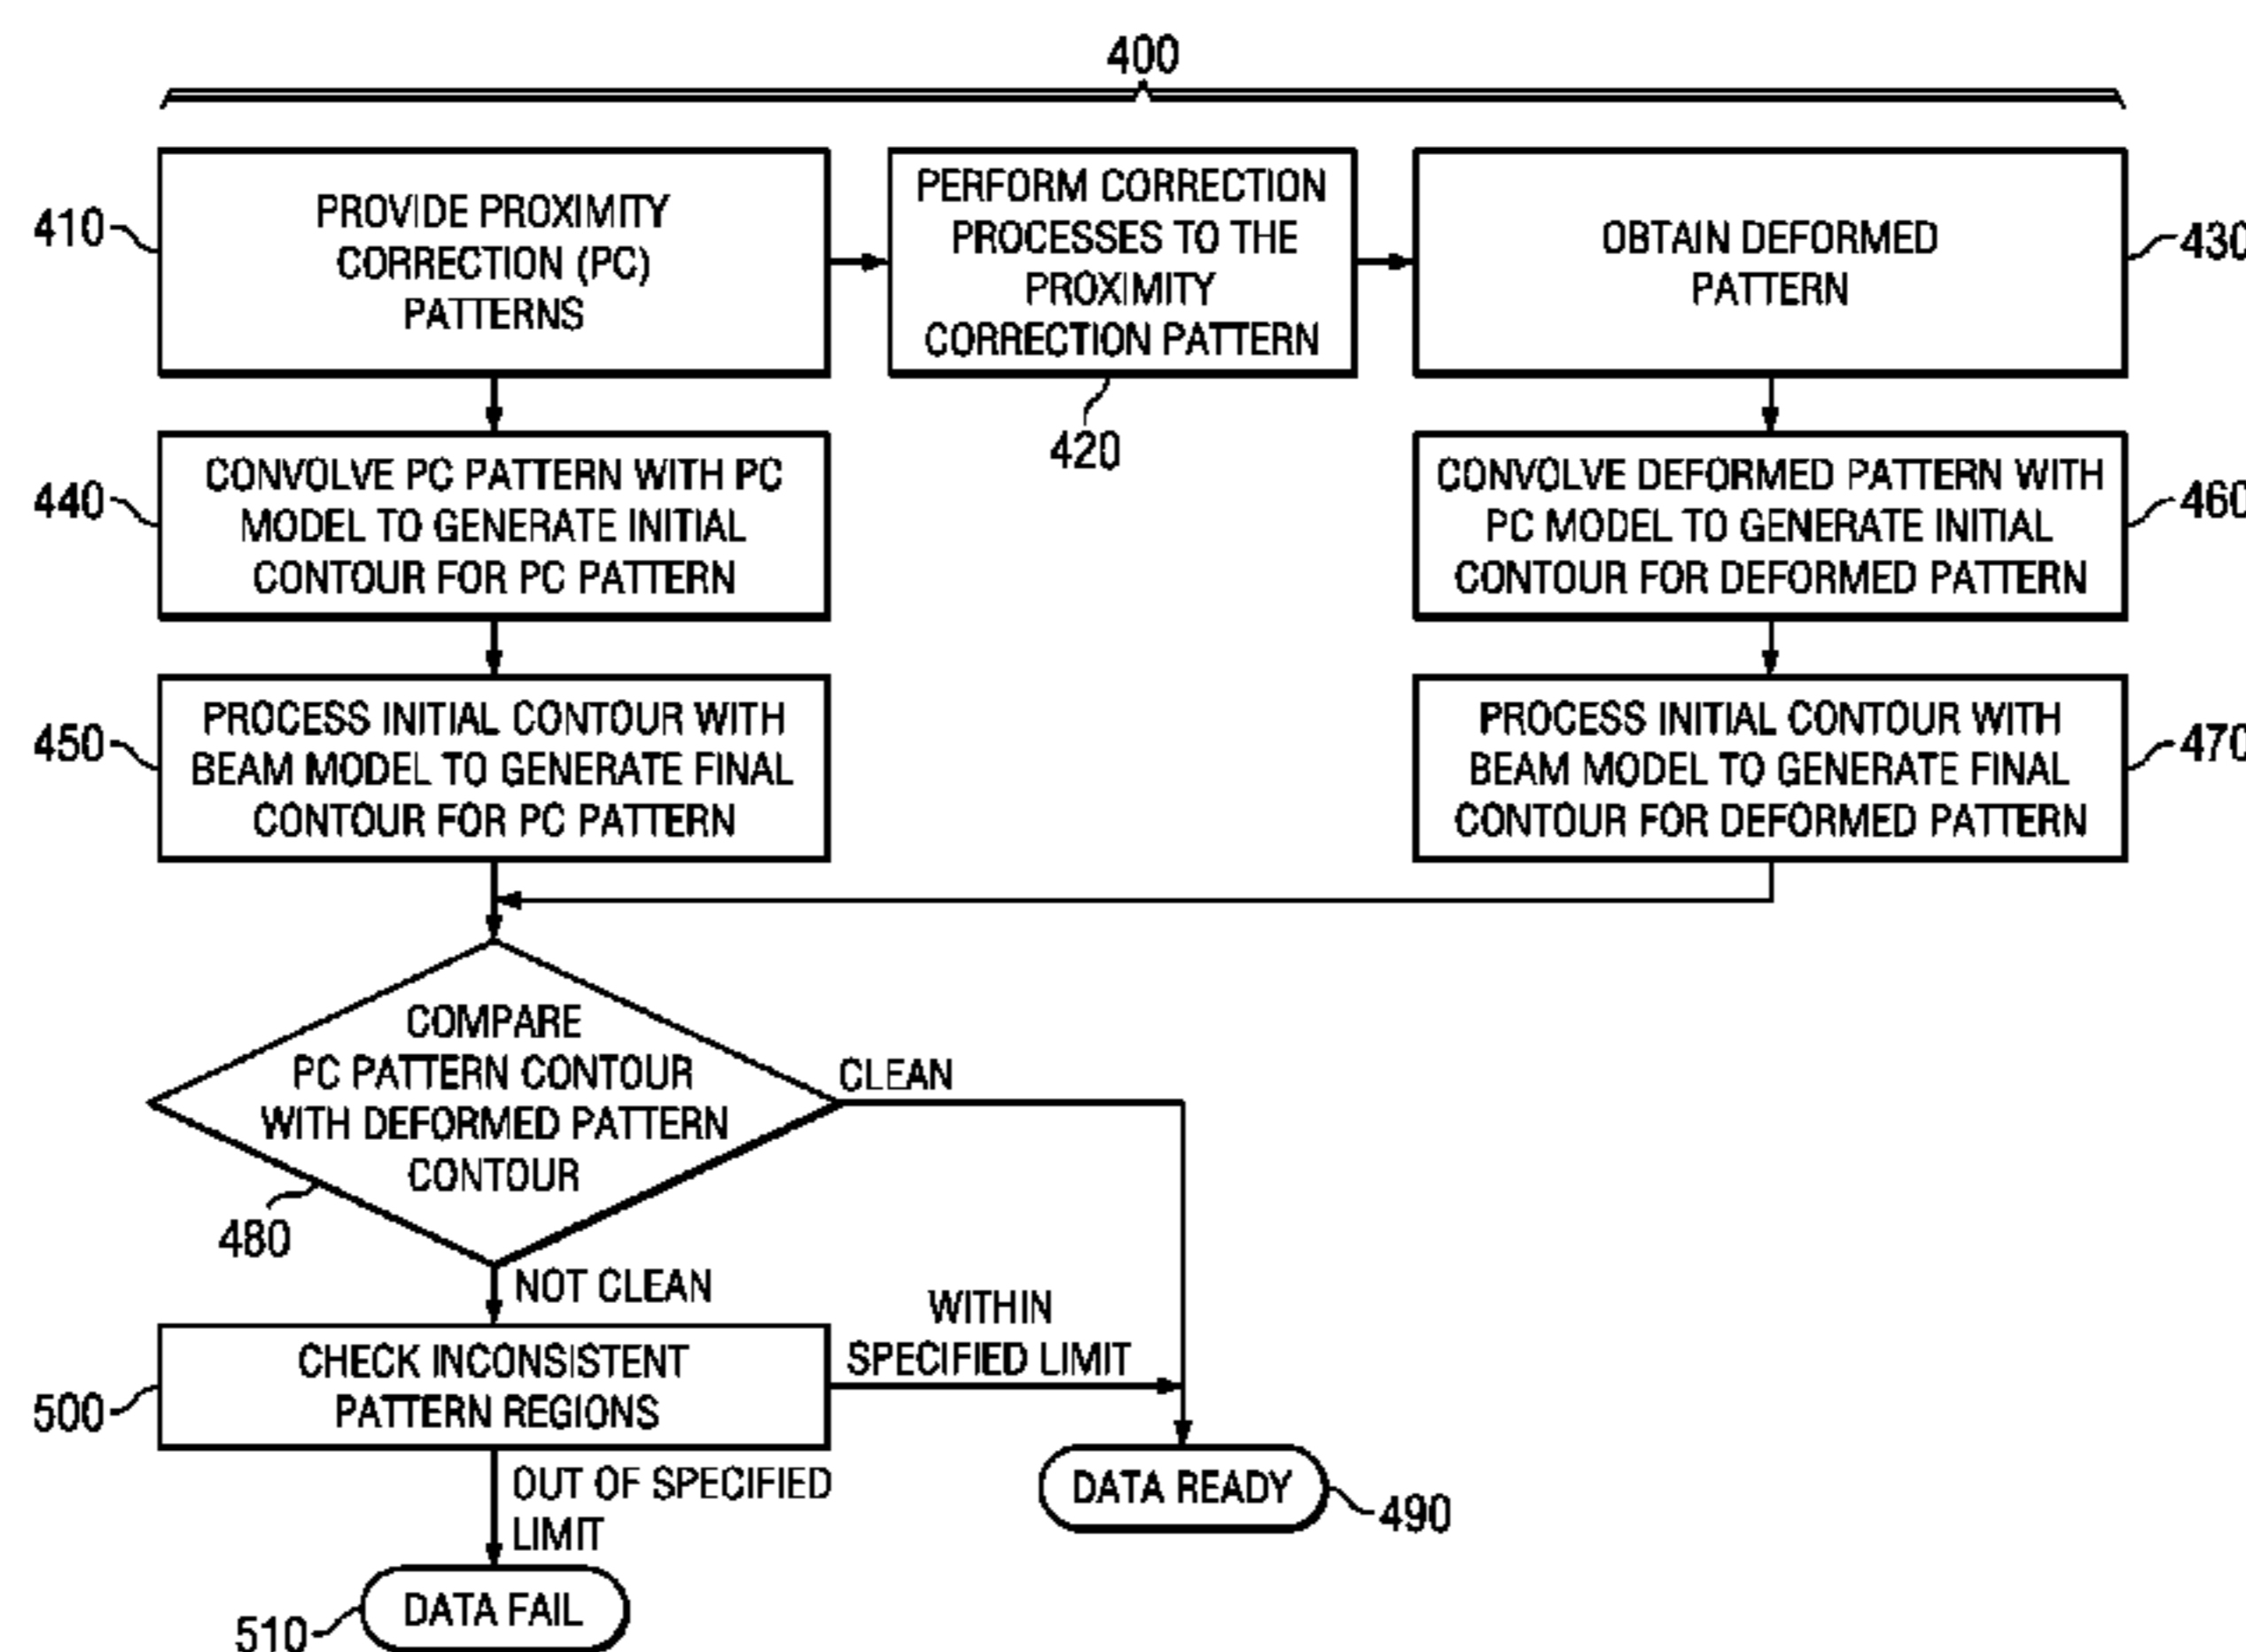 400
410
PROVIDE PROXIMITY
CORRECTION (PC)
PATTERNS
PERFORM CORRECTION
PROCESSES TO THE
PROXIMITY
CORRECTION PATTERN
420
OBTAIN DEFORMED
PATTERN
430
440
CONVOLVE PC PATTERN WITH PC
MODEL TO GENERATE INITIAL
CONTOUR FOR PC PATTERN
CONVOLVE DEFORMED PATTERN WITH
PC MODEL TO GENERATE INITIAL
CONTOUR FOR DEFORMED PATTERN
460
450
PROCESS INITIAL CONTOUR WITH
BEAM MODEL TO GENERATE FINAL
CONTOUR FOR PC PATTERN
PROCESS INITIAL CONTOUR WITH
BEAM MODEL TO GENERATE FINAL
CONTOUR FOR DEFORMED PATTERN
470
COMPARE
PC PATTERN CONTOUR
WITH DEFORMED PATTERN
CONTOUR
480
CLEAN
NOT CLEAN
500
CHECK INCONSISTENT
PATTERN REGIONS
WITHIN
SPECIFIED LIMIT
OUT OF SPECIFIED
LIMIT
DATA READY
490
510
DATA FAIL